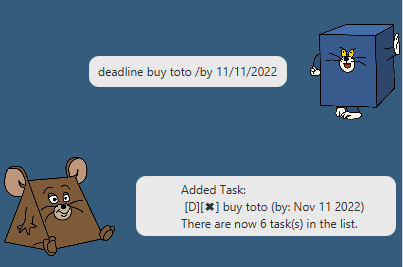 deadline buy toto /by 11/11/2022
Added Task:
[D][✖] buy toto (by: Nov 11 2022)
There are now 6 task(s) in the list.